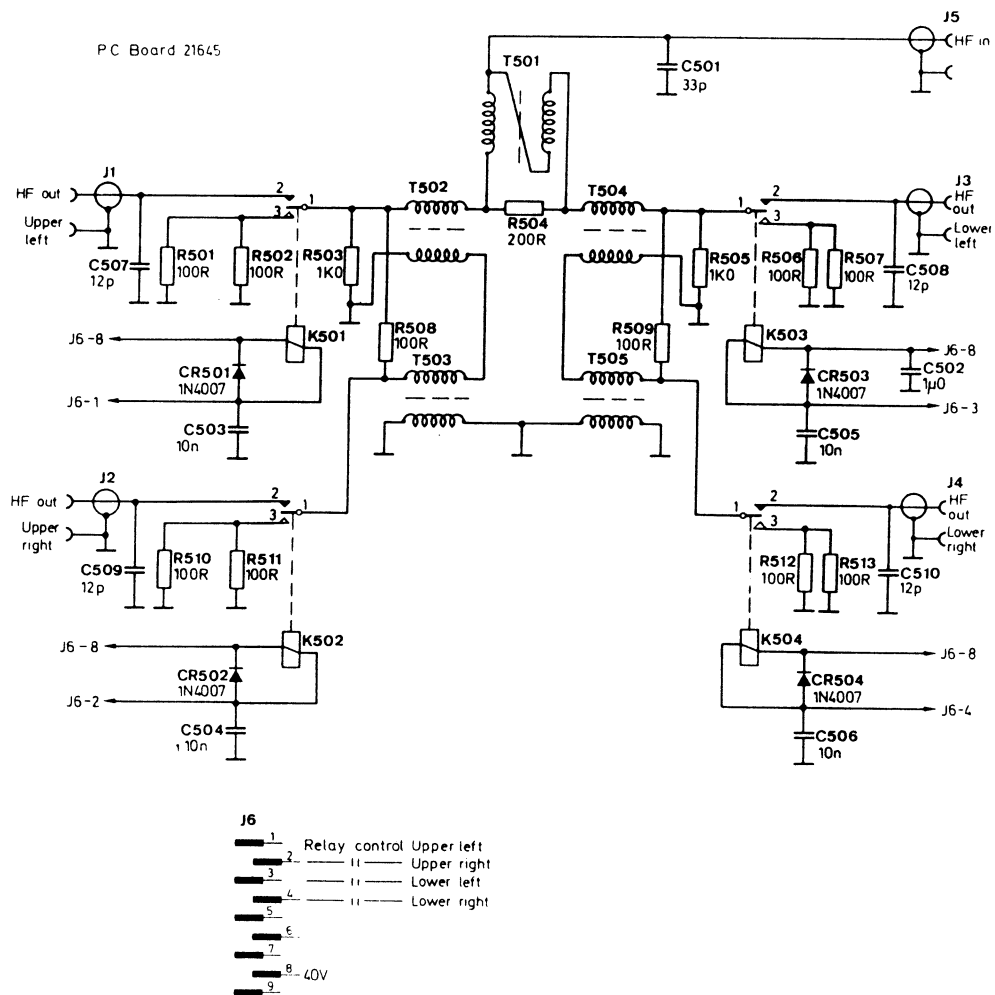 PC Board 21645
J5
HF in
T501
C501
33p
J1
HF out
Upper
left
2
1
3
T502
T504
R504
200R
1
2
3
J3
HF
out
Lower
left
C507
12p
R501
100R
R502
100R
R503
1K0
R505
1K0
R506
100R
R507
100R
C508
12p
J6-8
K501
R508
100R
R509
100R
K503
J6-8
C502
1µ0
CR501
1N4007
T503
T505
CR503
1N4007
J6-1
J6-3
C503
10n
C505
10n
J2
HF out
Upper
right
2
1
3
1
2
3
J4
HF
out
Lower
right
C509
12p
R510
100R
R511
100R
R512
100R
R513
100R
C510
12p
J6-8
K502
K504
J6-8
CR502
1N4007
CR504
1N4007
J6-2
J6-4
C504
10n
C506
10n
J6
1 Relay control Upper left
2 — ıı — Upper right
3 — ıı — Lower left
4 — ıı — Lower right
5
6
7
8 40V
9